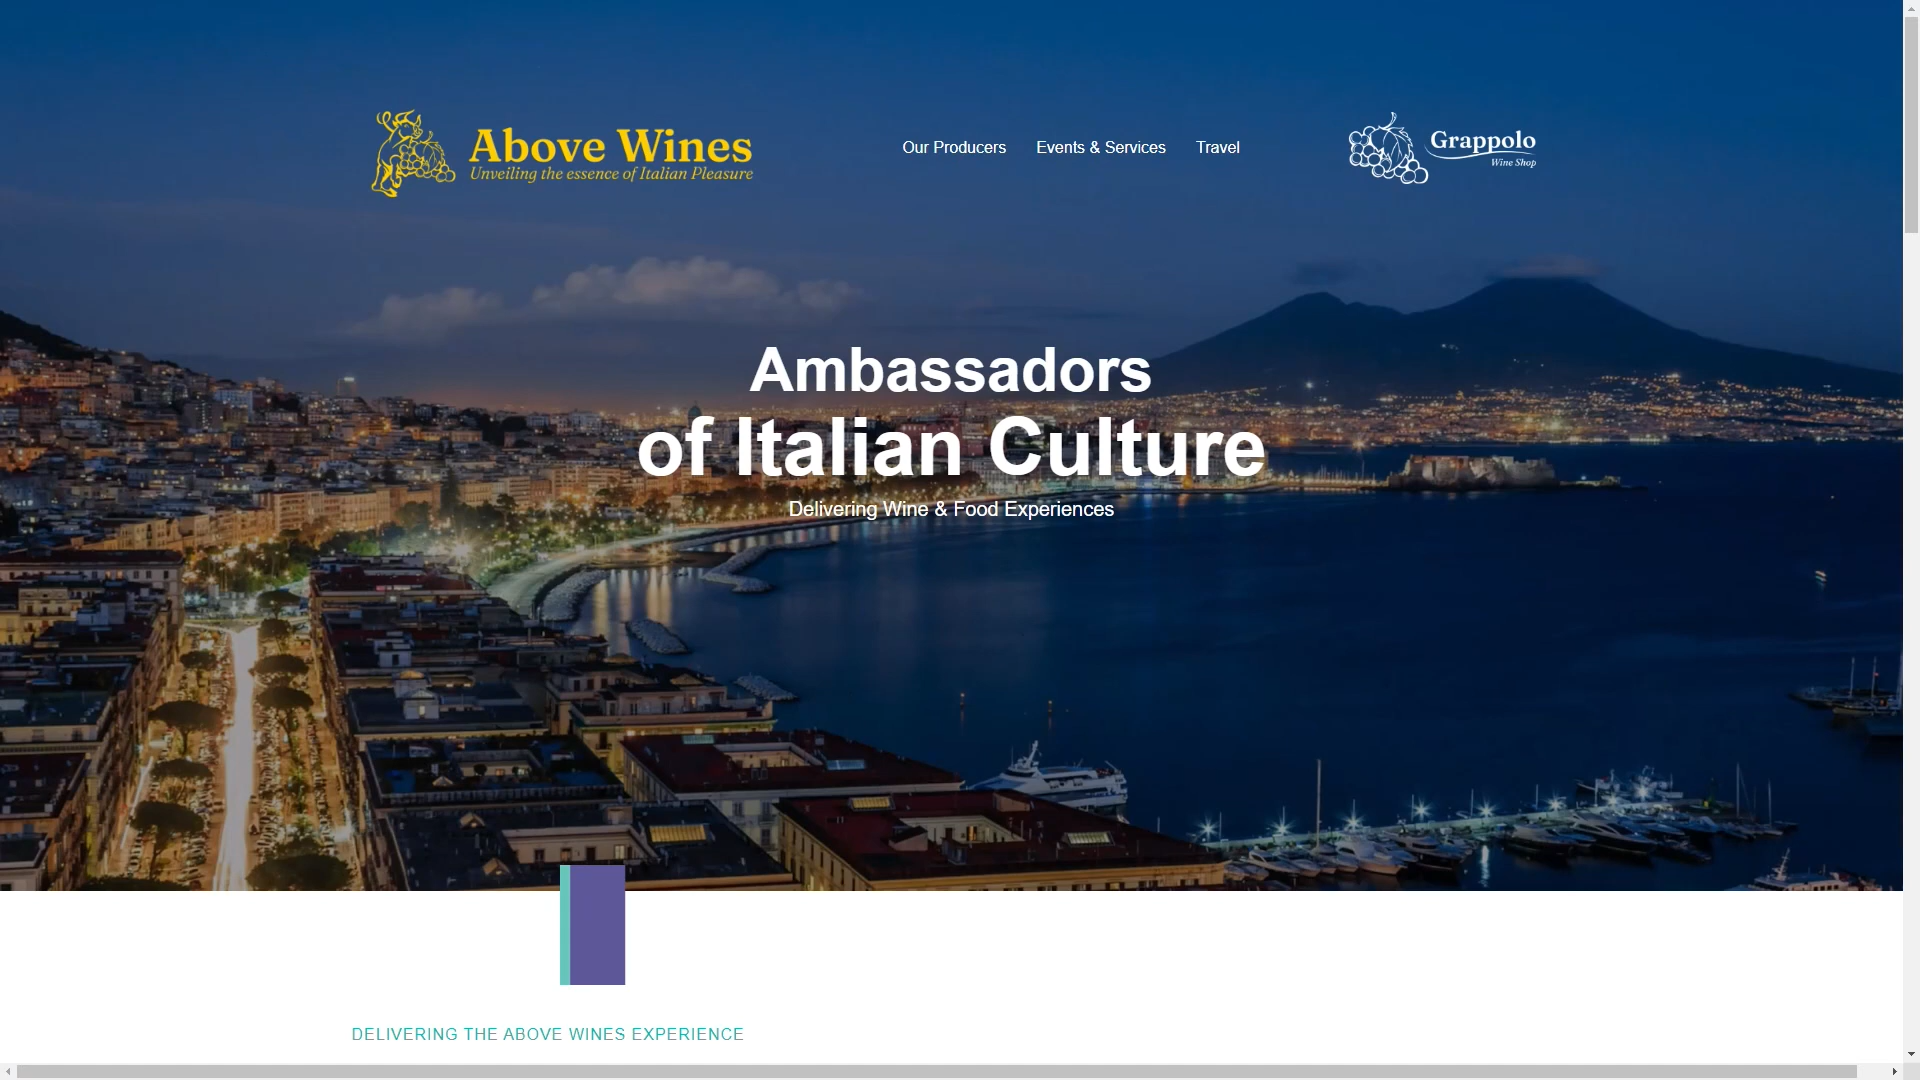 Above Wines
Unveiling the essence of Italian Pleasure
Our Producers
Events & Services
Travel
Grappolo
Wine Shop
Ambassadors
of Italian Culture
Delivering Wine & Food Experiences
DELIVERING THE ABOVE WINES EXPERIENCE